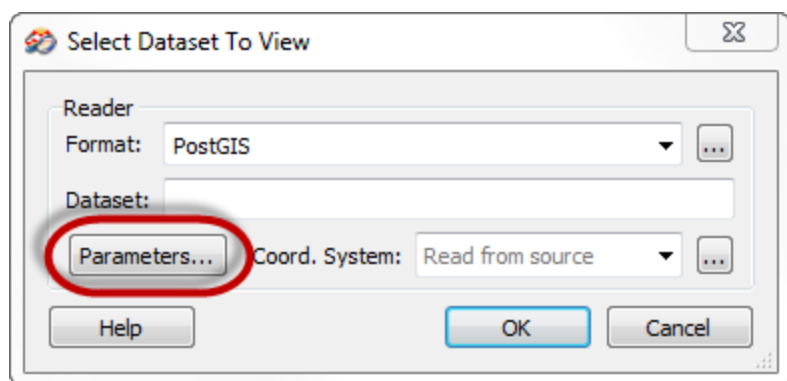 Select Dataset To View
Reader
Format: PostGIS ...
Dataset:
Parameters... Coord. System: Read from source ...
Help OK Cancel